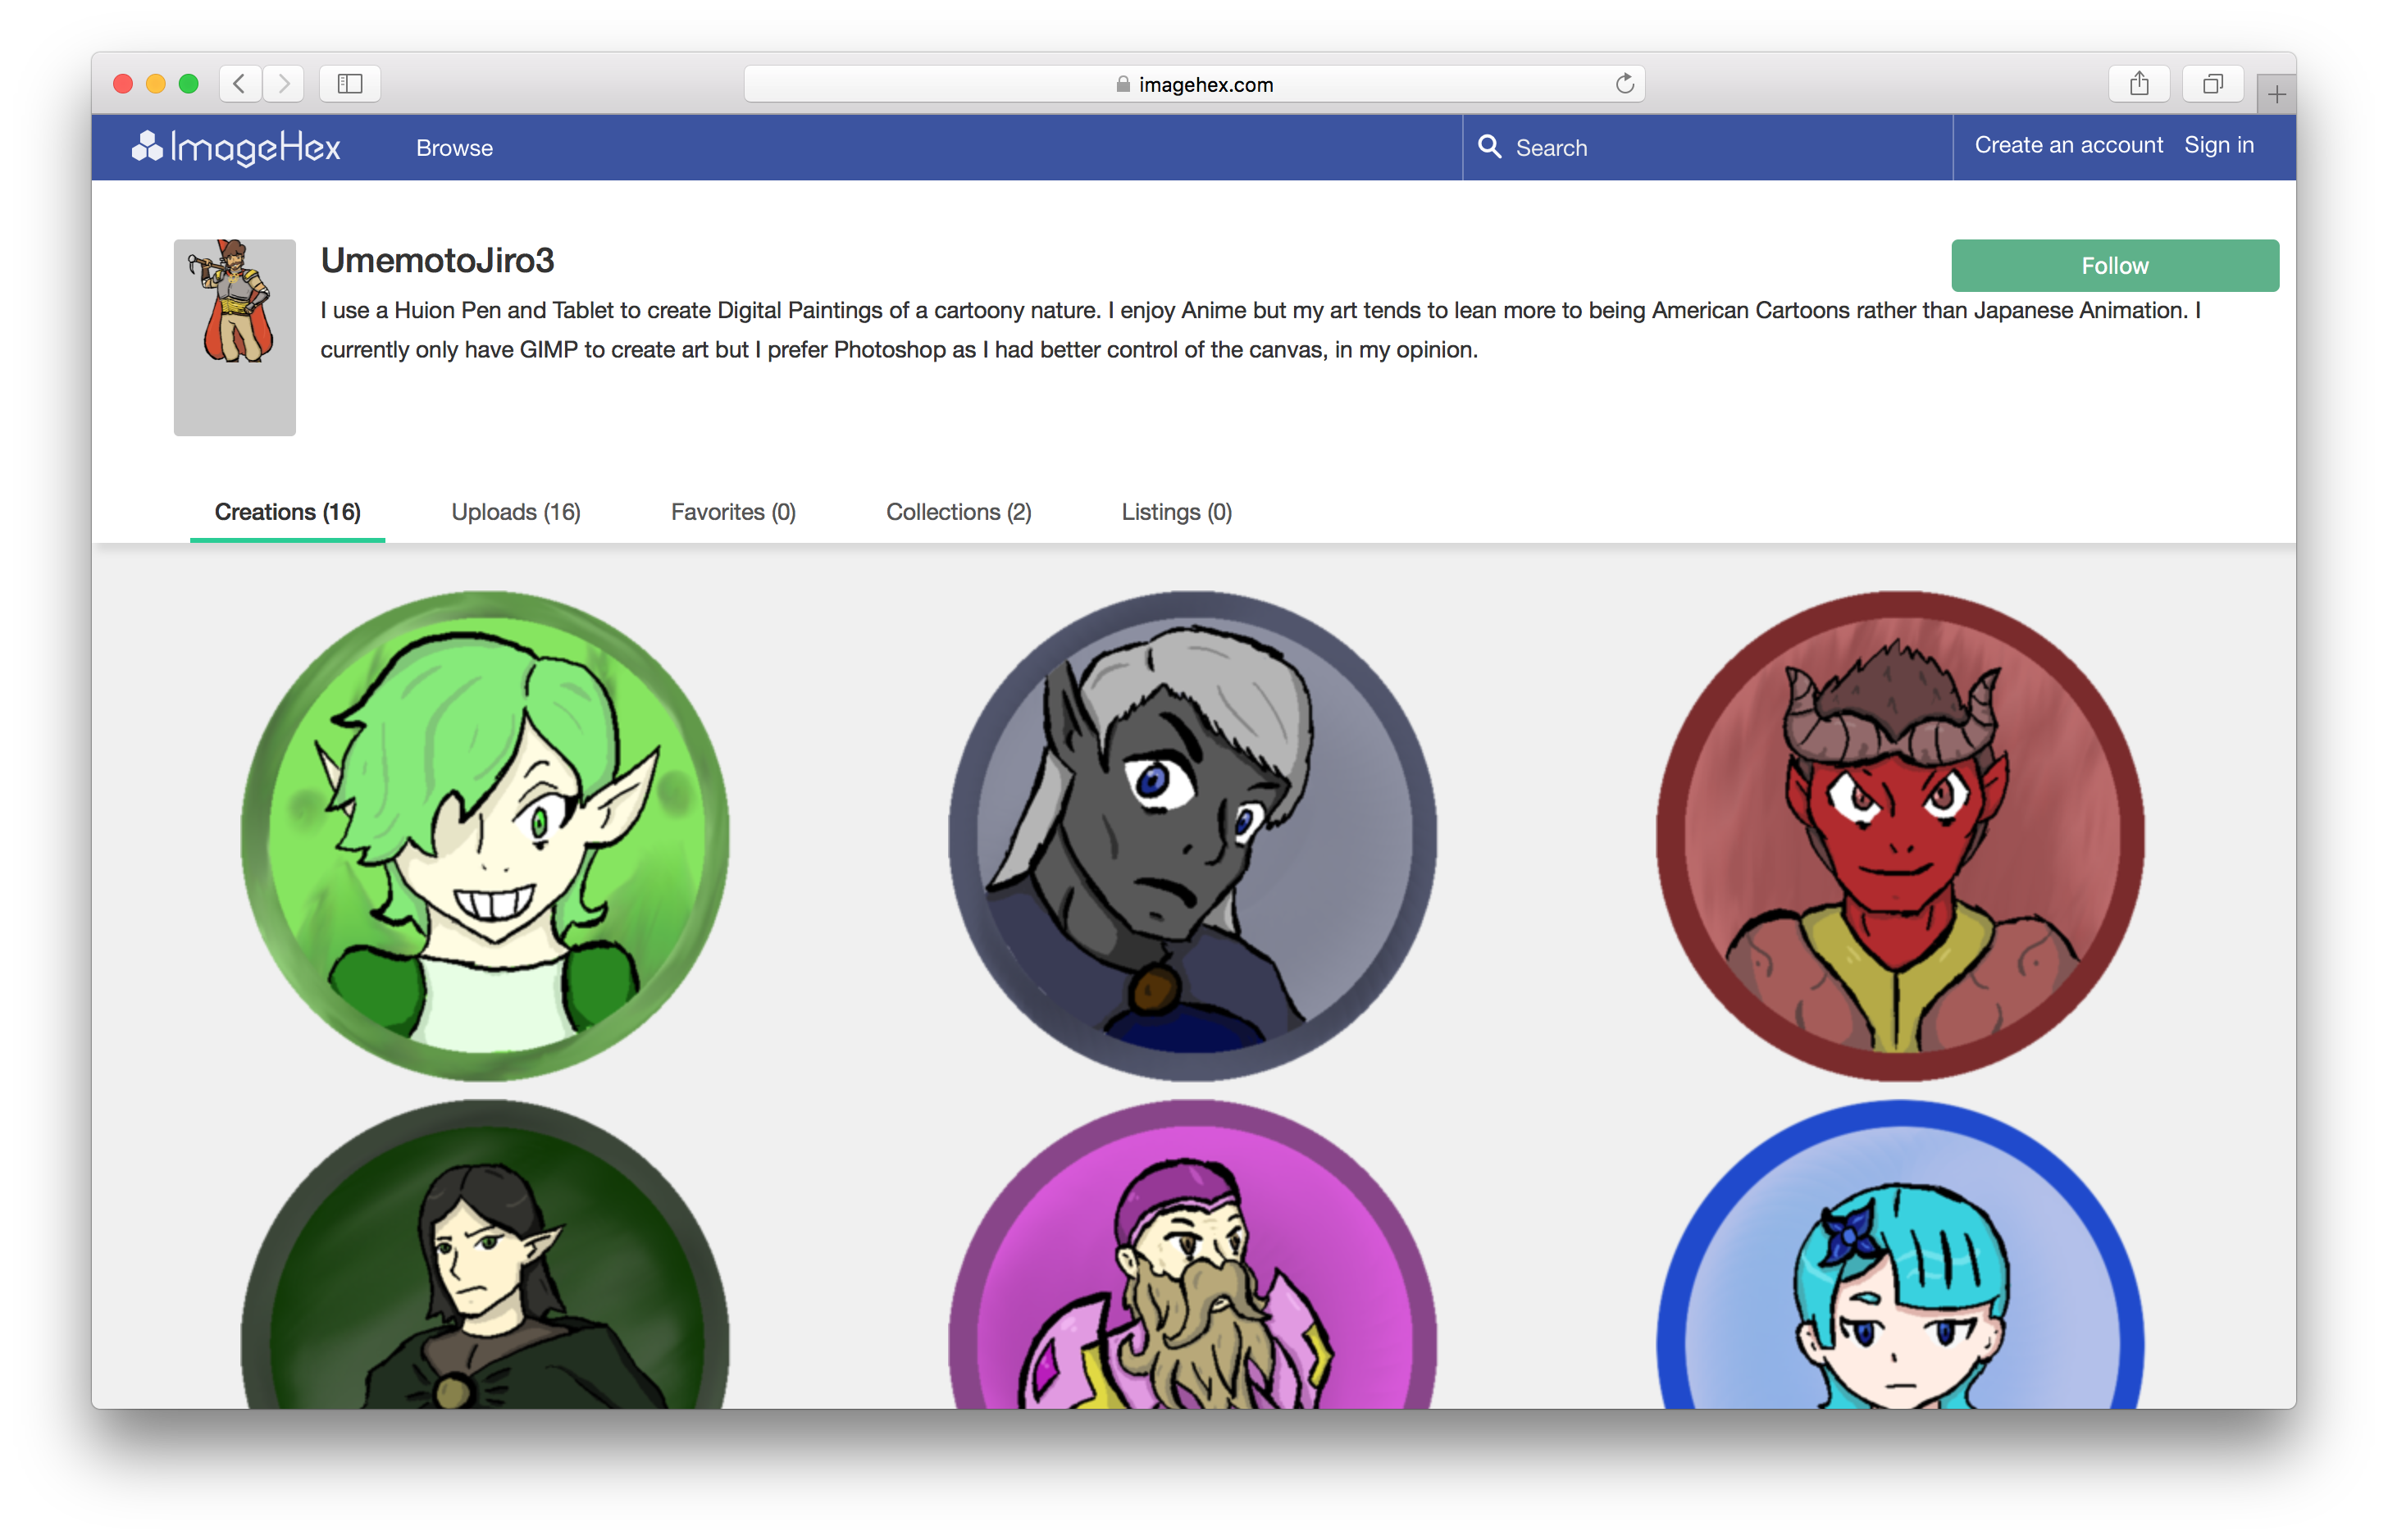 imagehex.com
ImageHex
Browse
Search
Create an account
Sign in
UmemotoJiro3
Follow
I use a Huion Pen and Tablet to create Digital Paintings of a cartoony nature. I enjoy Anime but my art tends to lean more to being American Cartoons rather than Japanese Animation. I
currently only have GIMP to create art but I prefer Photoshop as I had better control of the canvas, in my opinion.
Creations (16)
Uploads (16)
Favorites (0)
Collections (2)
Listings (0)